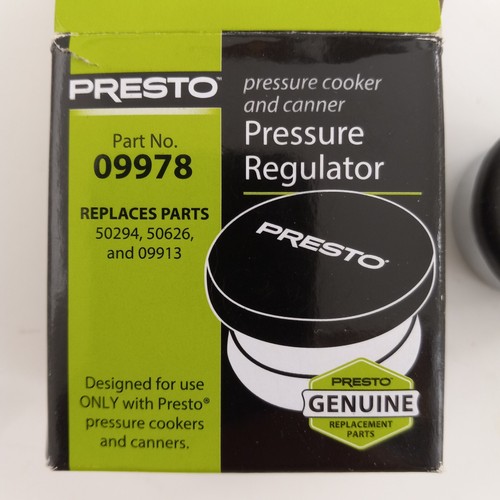 PRESTO™
Part No.
09978
REPLACES PARTS
50294, 50626,
and 09913
Designed for use
ONLY with Presto®
pressure cookers
and canners.
pressure cooker
and canner
Pressure
Regulator
PRESTO®
PRESTO®
GENUINE
REPLACEMENT
PARTS